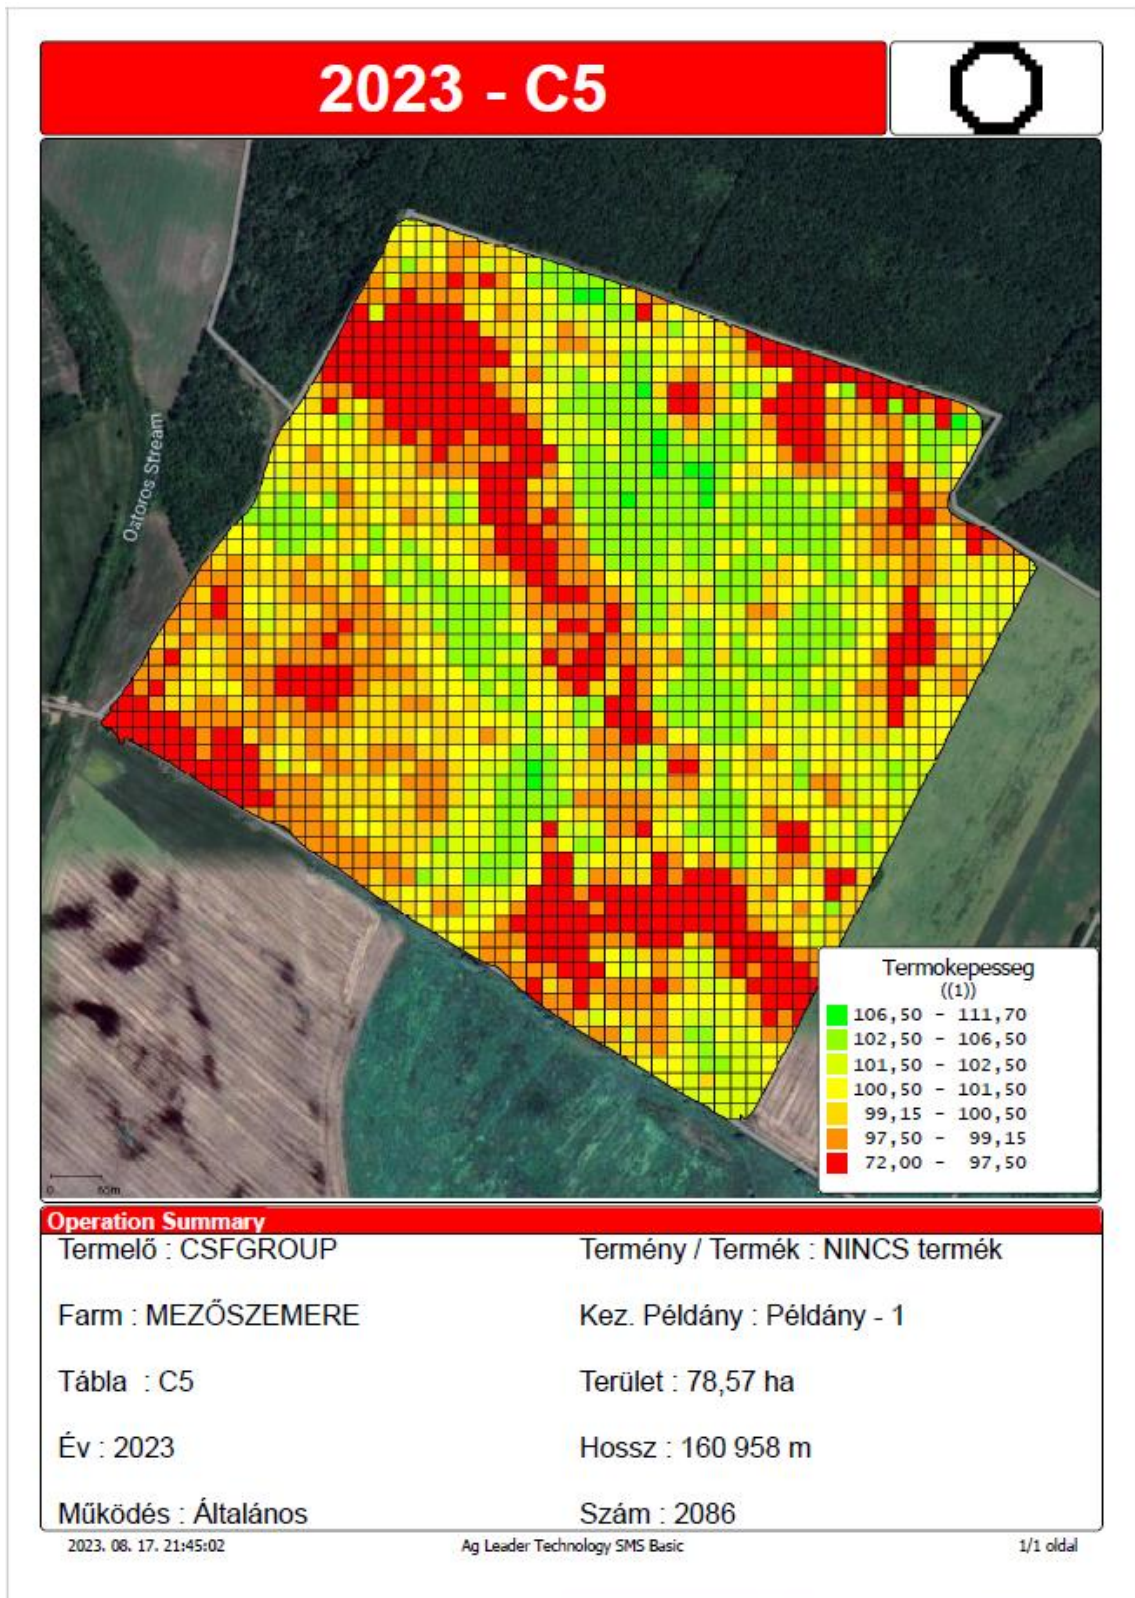 2023 - C5
Oztoros Stream
Termokepesseg
((1))
106,50 - 111,70
102,50 - 106,50
101,50 - 102,50
100,50 - 101,50
99,15 - 100,50
97,50 - 99,15
72,00 - 97,50
0
Operation Summary
Termelő : CSFGROUP
Termény / Termék : NINCS termék
Farm : MEZŐSZEMERE
Kez. Példány : Példány - 1
Tábla : C5
Terület : 78,57 ha
Év : 2023
Hossz : 160 958 m
Működés : Általános
Szám : 2086
2023. 08. 17. 21:45:02
Ag Leader Technology SMS Basic
1/1 oldal